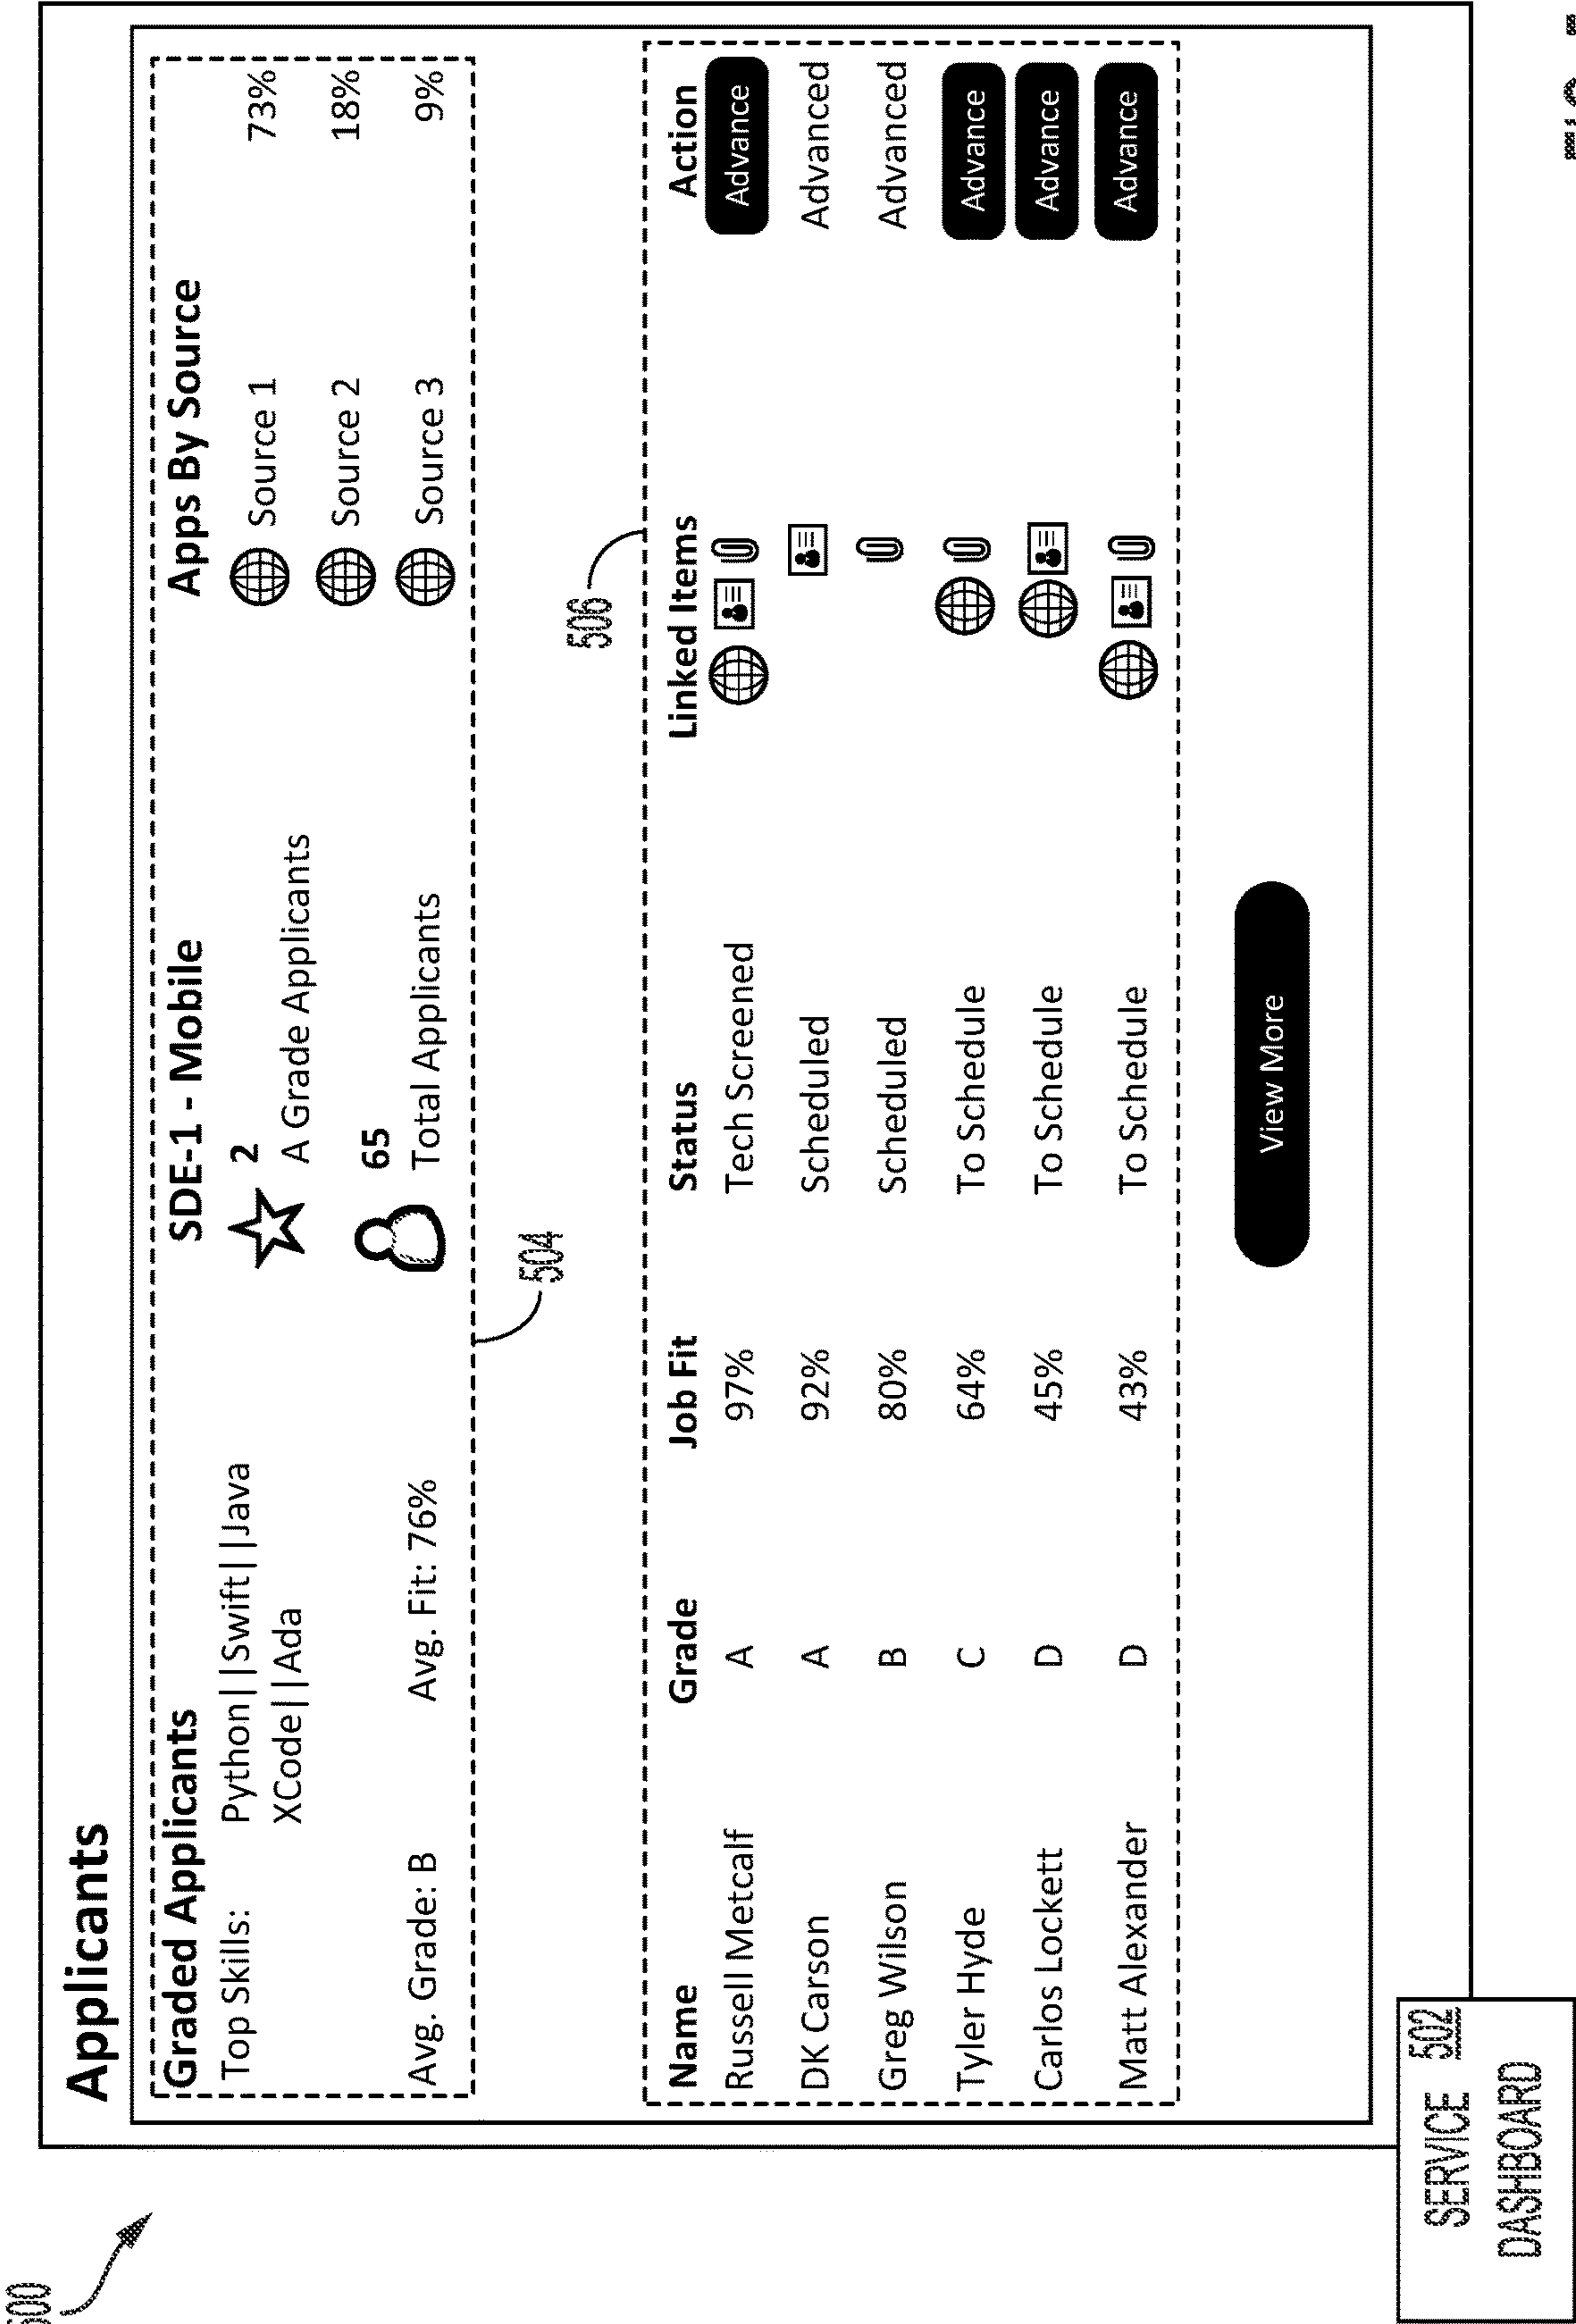 Applicants
Graded Applicants SDE-1 - Mobile Apps By Source
Top Skills: Python||Swift||Java 2 Source 1 73%
XCode||Ada A Grade Applicants
Source 2 18%
65
Avg. Grade: B Avg. Fit: 76% Total Applicants Source 3 9%
504
506
Name Grade Job Fit Status Linked Items Action
Russell Metcalf A 97% Tech Screened Advance
DK Carson A 92% Scheduled Advanced
Greg Wilson B 80% Scheduled Advanced
Tyler Hyde C 64% To Schedule Advance
Carlos Lockett D 45% To Schedule Advance
Matt Alexander D 43% To Schedule Advance
View More
SERVICE 502
DASHBOARD